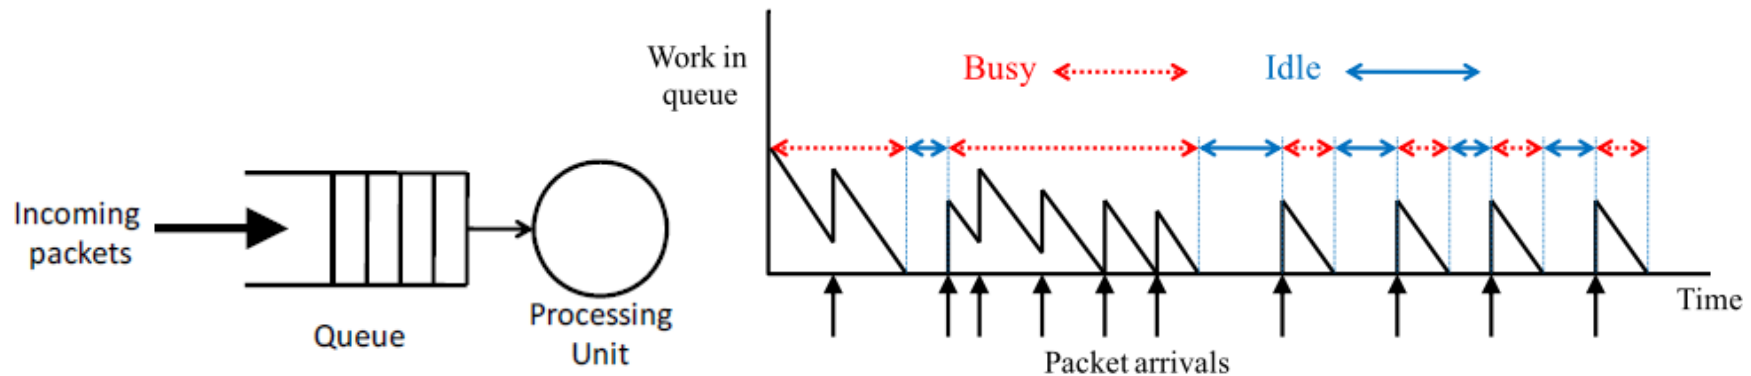 Incoming
packets
Queue
Processing
Unit
Work in
queue
Busy
Idle
Time
Packet arrivals